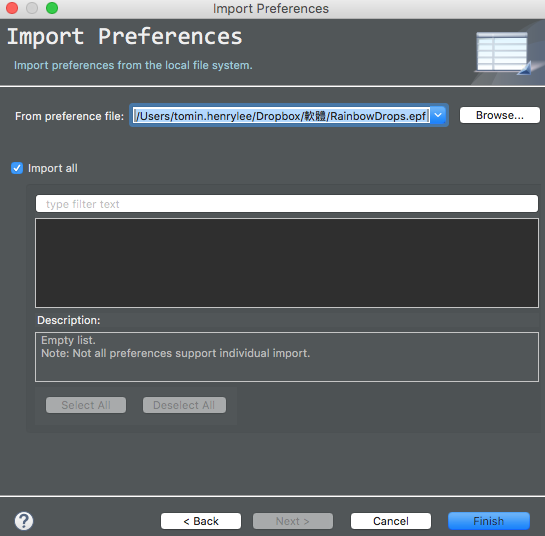 Import Preferences
Import Preferences
Import preferences from the local file system.
From preference file: /Users/tomin.henrylee/Dropbox/軟體/RainbowDrops.epf Browse...
Import all
type filter text
Description:
Empty list.
Note: Not all preferences support individual import.
Select All Deselect All
? < Back Next > Cancel Finish